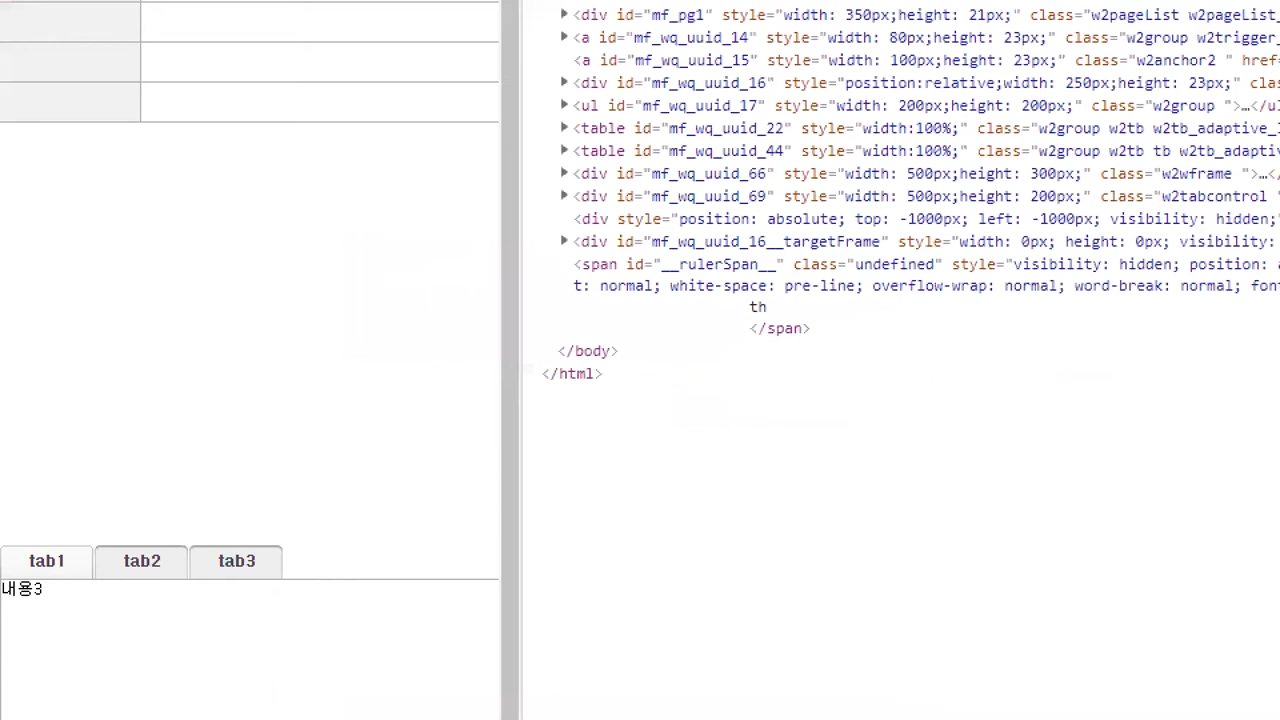 <div id="mf_pg1" style="width: 350px;height: 21px;" class="w2pageList w2pageList_
<a id="mf_wq_uuid_14" style="width: 80px;height: 23px;" class="w2group w2trigger_
<a id="mf_wq_uuid_15" style="width: 100px;height: 23px;" class="w2anchor2 " href=
<div id="mf_wq_uuid_16" style="position:relative;width: 250px;height: 23px;" clas
<ul id="mf_wq_uuid_17" style="width: 200px;height: 200px;" class="w2group ">…</ul
<table id="mf_wq_uuid_22" style="width:100%;" class="w2group w2tb w2tb_adaptive_
<table id="mf_wq_uuid_44" style="width:100%;" class="w2group w2tb tb w2tb_adaptiv
<div id="mf_wq_uuid_66" style="width: 500px;height: 300px;" class="w2wframe ">…</
<div id="mf_wq_uuid_69" style="width: 500px;height: 200px;" class="w2tabcontrol "
<div style="position: absolute; top: -1000px; left: -1000px; visibility: hidden;"
<div id="mf_wq_uuid_16__targetFrame" style="width: 0px; height: 0px; visibility:
<span id="__rulerSpan__" class="undefined" style="visibility: hidden; position: a
t: normal; white-space: pre-line; overflow-wrap: normal; word-break: normal; font
th
</span>
</body>
</html>
tab1 tab2 tab3
내용3